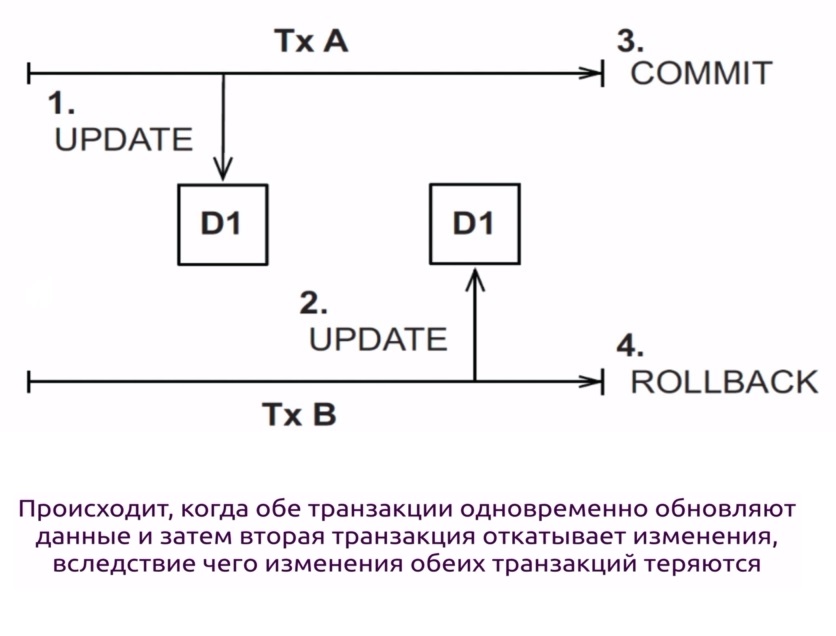 Tx A
3.
COMMIT
1.
UPDATE
D1
D1
2.
UPDATE
4.
ROLLBACK
Tx B
Происходит, когда обе транзакции одновременно обновляют
данные и затем вторая транзакция откатывает изменения,
вследствие чего изменения обеих транзакций теряются